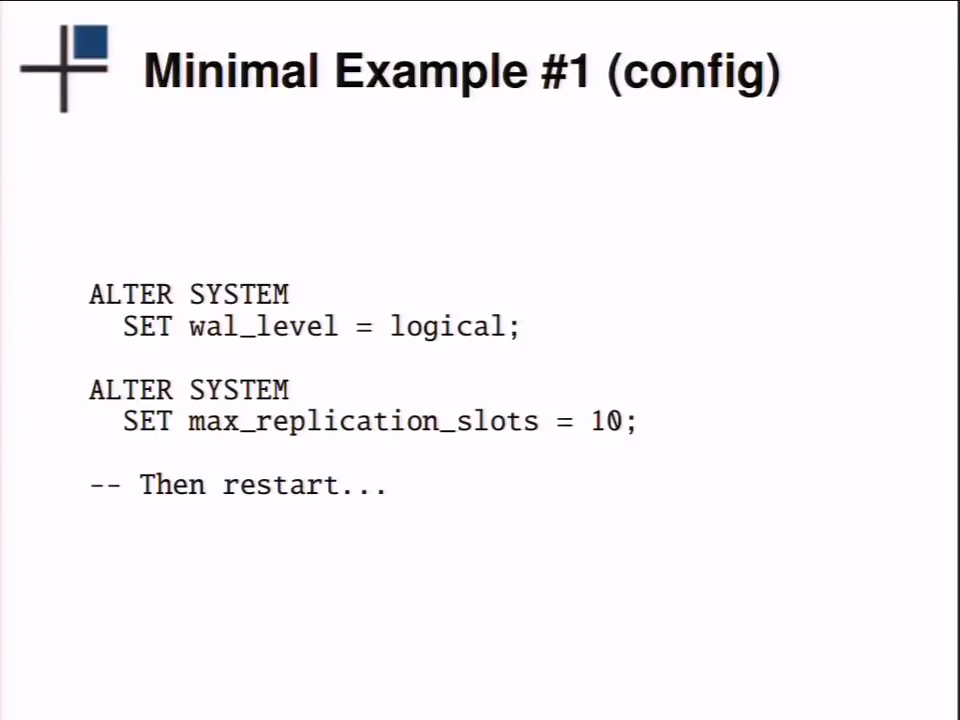 Minimal Example #1 (config)
ALTER SYSTEM
SET wal_level = logical;
ALTER SYSTEM
SET max_replication_slots = 10;
-- Then restart...